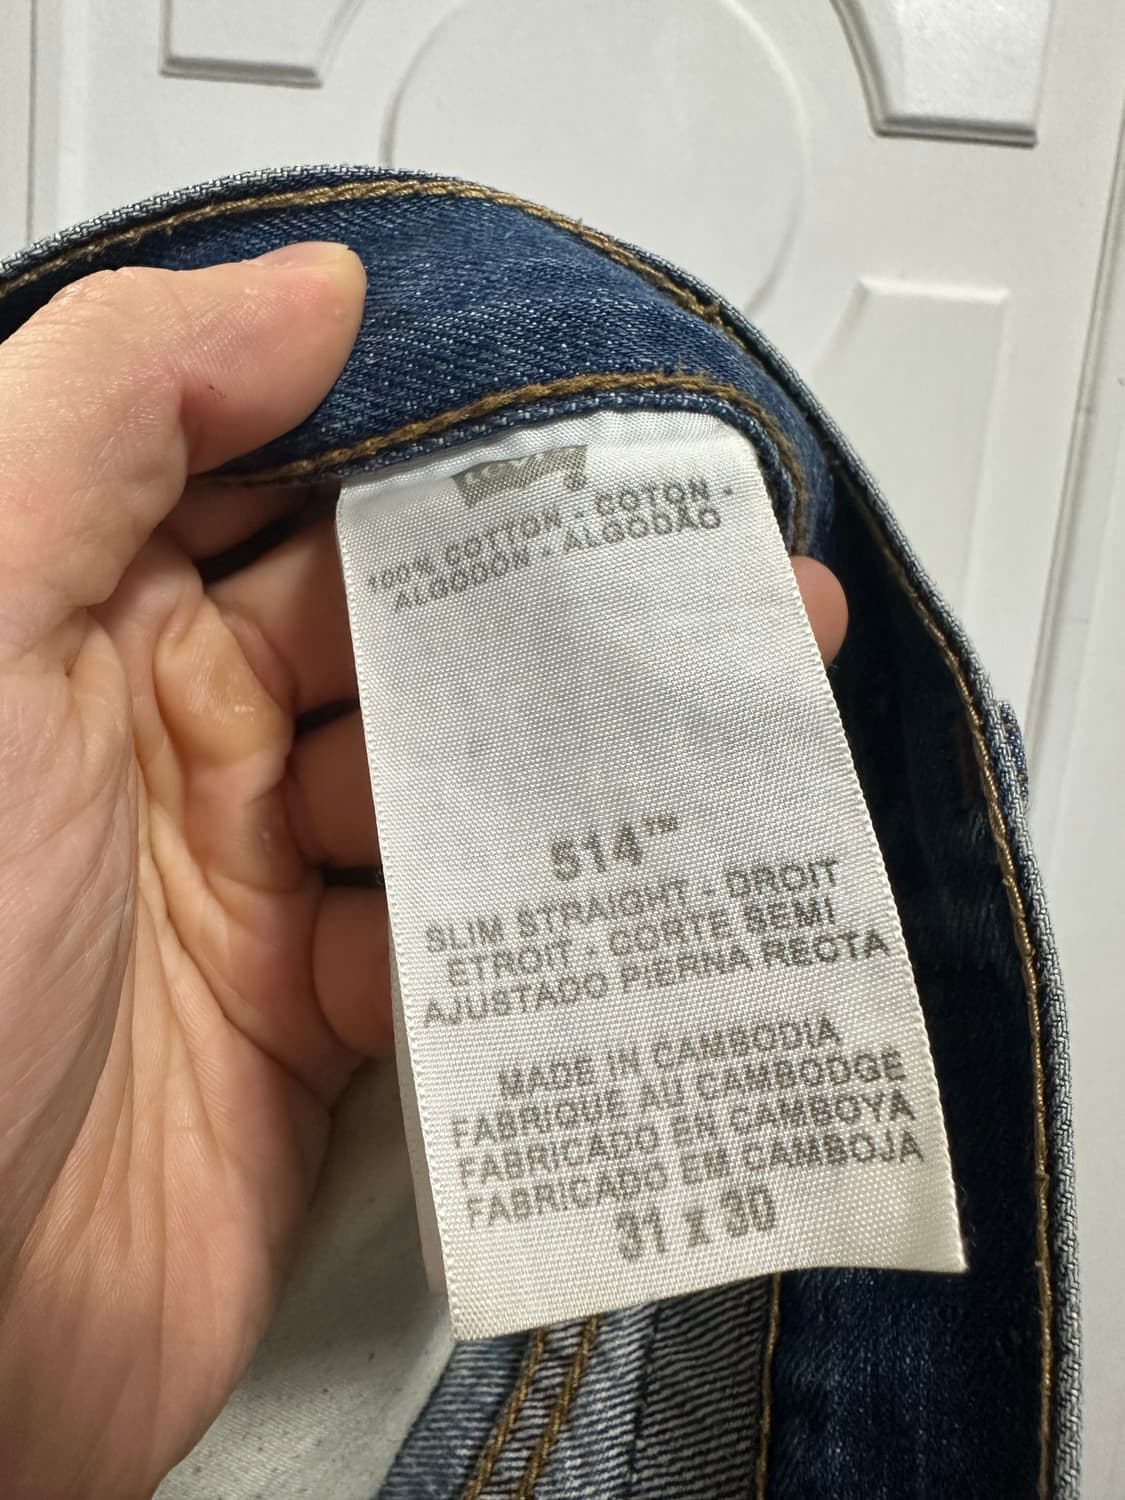 Levi's
100% COTTON - COTON -
ALGODON - ALGODÃO
514™
SLIM STRAIGHT - DROIT
ETROIT - CORTE SEMI
AJUSTADO PIERNA RECTA
MADE IN CAMBODIA
FABRIQUÉ AU CAMBODGE
FABRICADO EN CAMBOYA
FABRICADO EM CAMBOJA
31 x 30